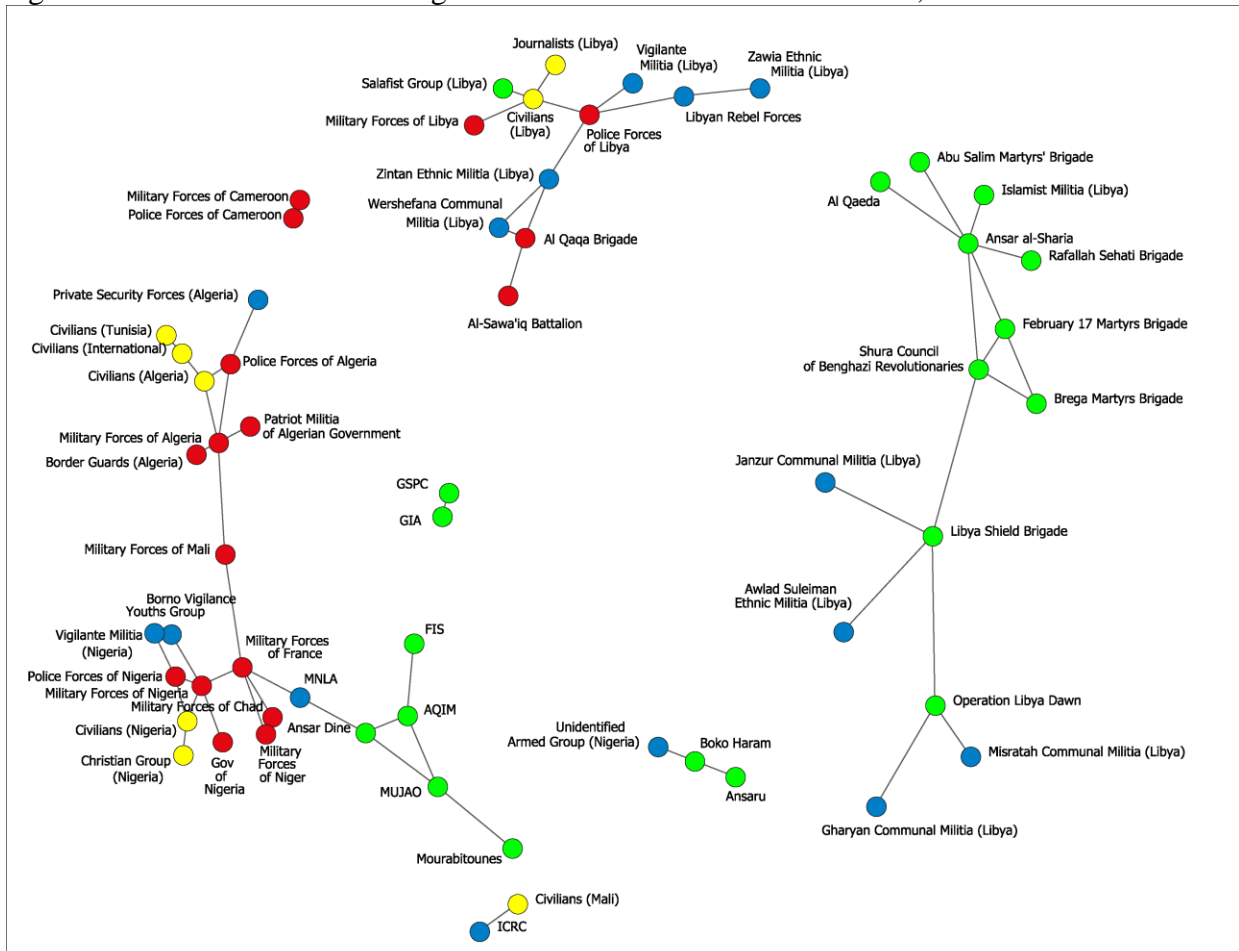 Journalists (Libya)
Vigilante
Militia (Libya)
Zawia Ethnic
Militia (Libya)
Salafist Group (Libya)
Military Forces of Libya
Civilians
(Libya)
Police Forces
of Libya
Libyan Rebel Forces
Zintan Ethnic Militia (Libya)
Wershefana Communal
Militia (Libya)
Al Qaqa Brigade
Al-Sawa'iq Battalion
Abu Salim Martyrs' Brigade
Al Qaeda
Islamist Militia (Libya)
Ansar al-Sharia
Rafallah Sehati Brigade
February 17 Martyrs Brigade
Shura Council
of Benghazi Revolutionaries
Brega Martyrs Brigade
Janzur Communal Militia (Libya)
Libya Shield Brigade
Awlad Suleiman
Ethnic Militia (Libya)
Operation Libya Dawn
Misratah Communal Militia (Libya)
Gharyan Communal Militia (Libya)
Military Forces of Cameroon
Police Forces of Cameroon
Private Security Forces (Algeria)
Civilians (Tunisia)
Civilians (International)
Civilians (Algeria)
Police Forces of Algeria
Patriot Militia
of Algerian Government
Military Forces of Algeria
Border Guards (Algeria)
GSPC
GIA
Military Forces of Mali
Borno Vigilance
Youths Group
Vigilante Militia
(Nigeria)
Military Forces
of France
Police Forces of Nigeria
Military Forces of Nigeria
MNLA
Military Forces of Chad
Civilians (Nigeria)
Christian Group
(Nigeria)
Gov
of
Nigeria
Military
Forces
of Niger
Ansar Dine
FIS
AQIM
MUJAO
Mourabitounes
Unidentified
Armed Group (Nigeria)
Boko Haram
Ansaru
Civilians (Mali)
ICRC